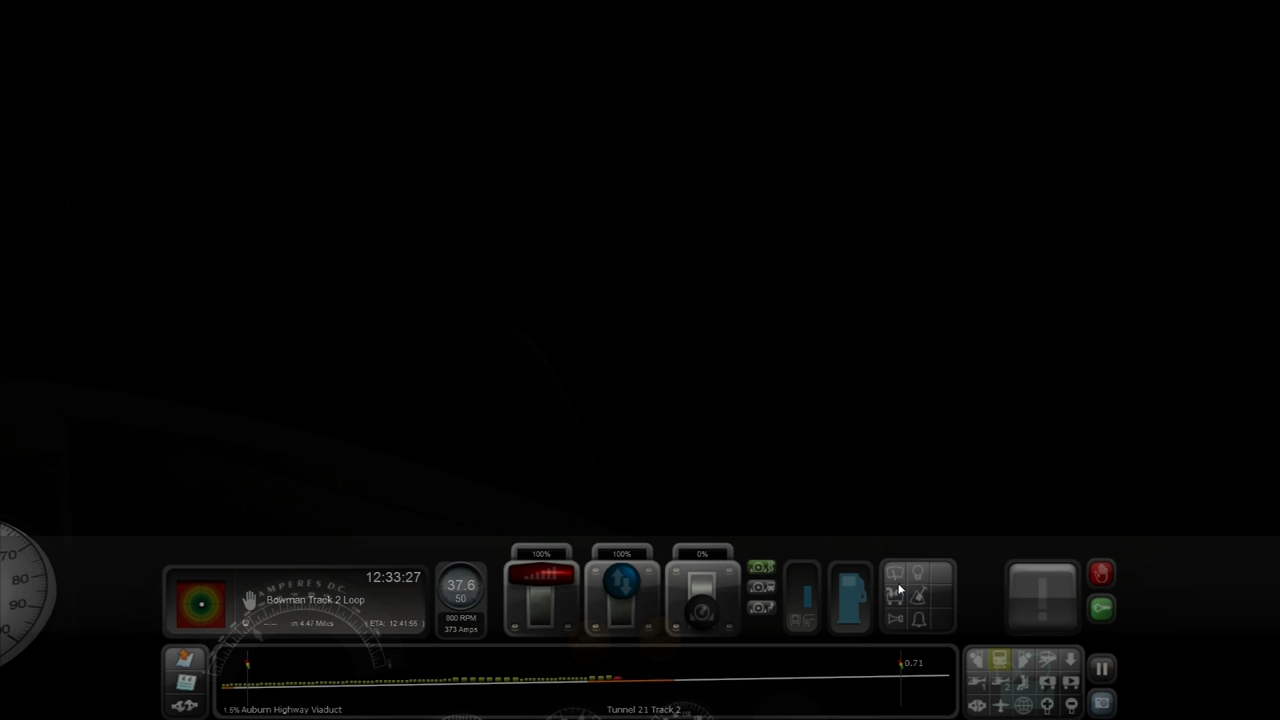 100%
100%
0%
70
80
90
12:33:27
AMPERES DC
Bowman Track 2 Loop
in 4.47 Miles
( ETA: 12:41:55 )
37.6
50
800 RPM
373 Amps
0.71
1.5% Auburn Highway Viaduct
Tunnel 21 Track 2